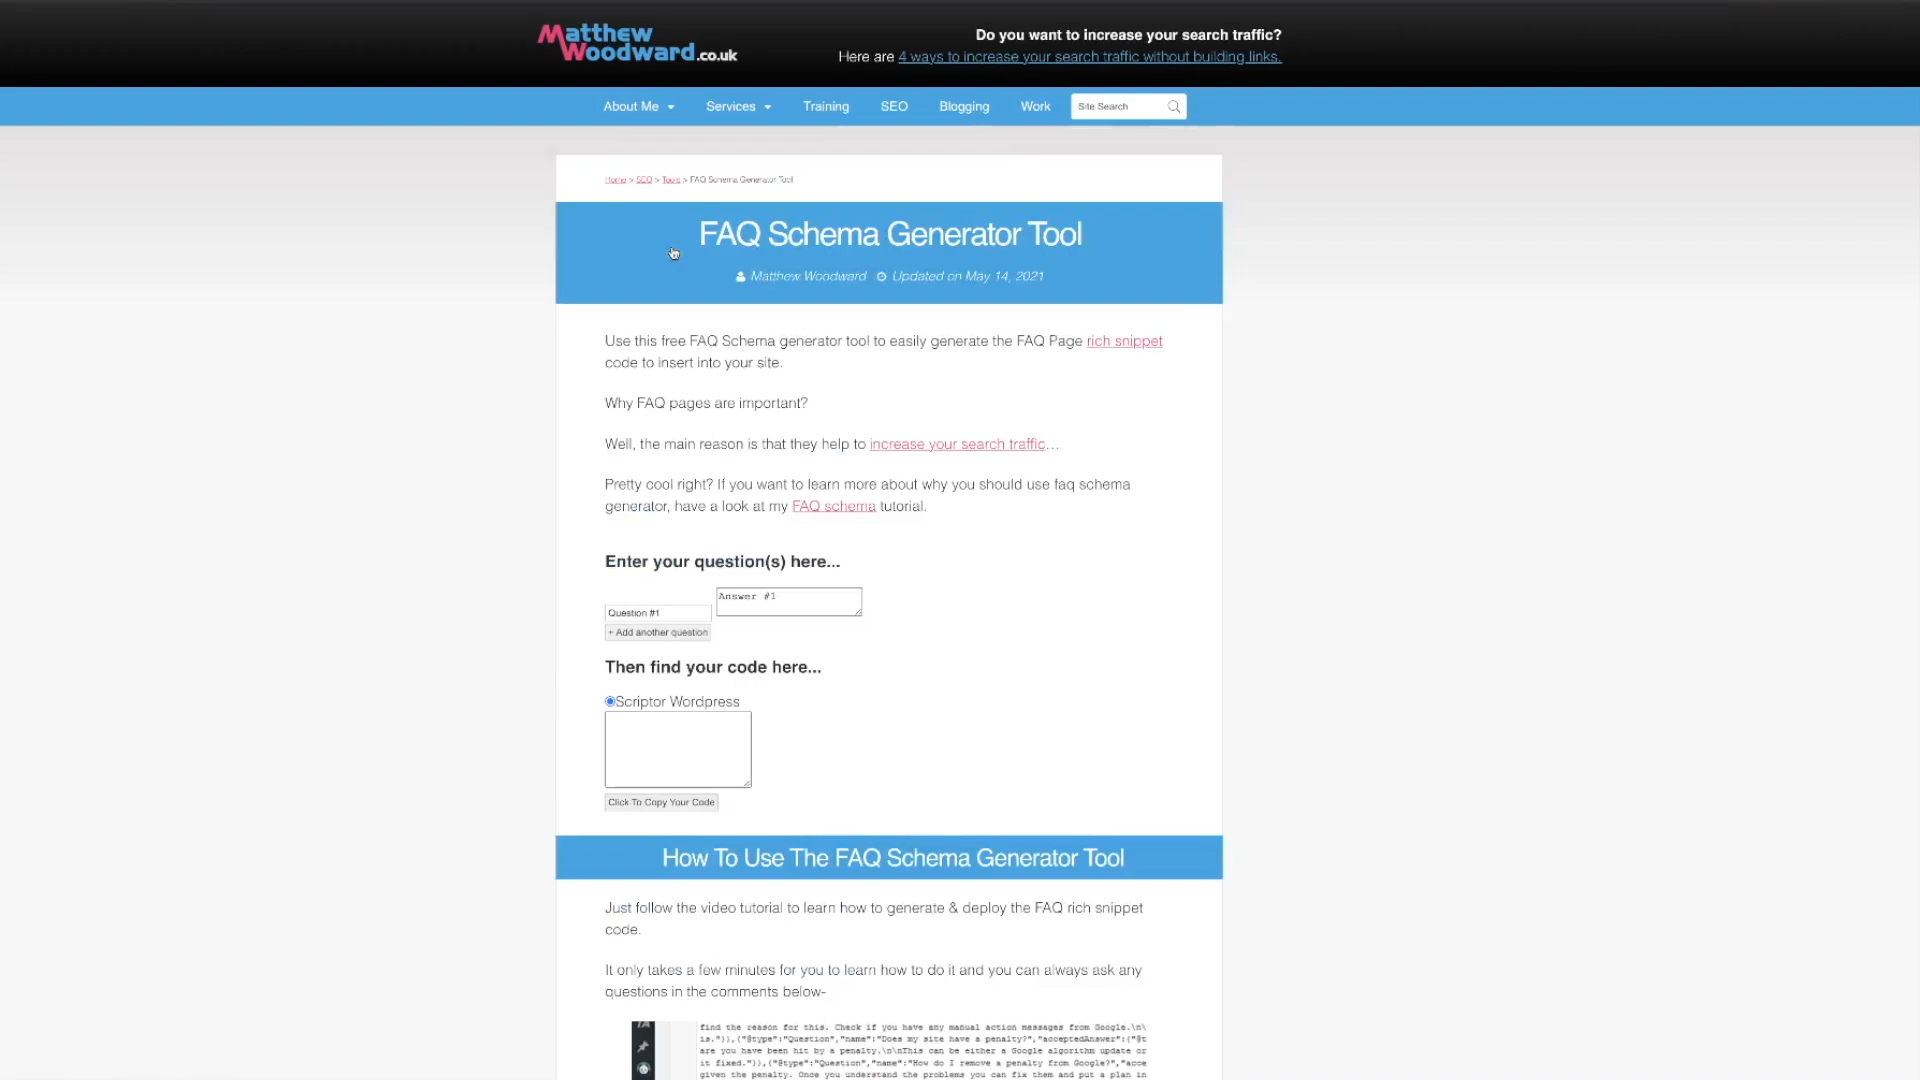 Matthew
Woodward.co.uk
Do you want to increase your search traffic?
Here are 4 ways to increase your search traffic without building links.
About Me Services Training SEO Blogging Work Site Search
Home > SEO > Tools > FAQ Schema Generator Tool
FAQ Schema Generator Tool
Matthew Woodward Updated on May 14, 2021
Use this free FAQ Schema generator tool to easily generate the FAQ Page rich snippet
code to insert into your site.
Why FAQ pages are important?
Well, the main reason is that they help to increase your search traffic…
Pretty cool right? If you want to learn more about why you should use faq schema
generator, have a look at my FAQ schema tutorial.
Enter your question(s) here...
Answer #1
Question #1
+ Add another question
Then find your code here...
Scriptor Wordpress
Click To Copy Your Code
How To Use The FAQ Schema Generator Tool
Just follow the video tutorial to learn how to generate & deploy the FAQ rich snippet
code.
It only takes a few minutes for you to learn how to do it and you can always ask any
questions in the comments below-
find the reason for this. Check if you have any manual action messages from Google.\n\
is."}},{"@type":"Question","name":"Does my site have a penalty?","acceptedAnswer":{"@t
are you have been hit by a penalty.\n\nThis can be either a Google algorithm update or
it fixed."}},{"@type":"Question","name":"How do I remove a penalty from Google?","acce
given the penalty. Once you understand the problems you can fix them and put a plan in